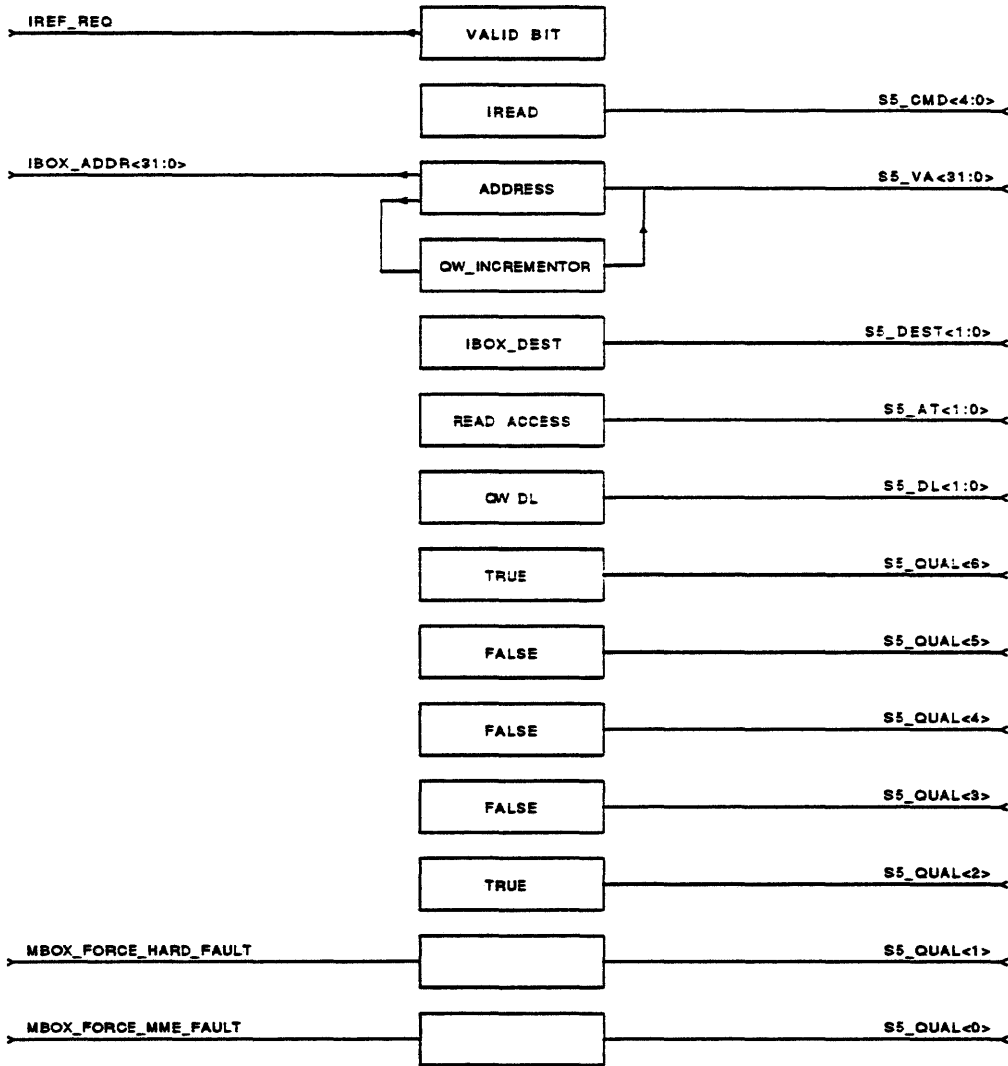 IREF_REQ
VALID BIT
IREAD
S5_CMD<4:0>
IBOX_ADDR<31:0>
ADDRESS
S5_VA<31:0>
QW_INCREMENTOR
IBOX_DEST
S5_DEST<1:0>
READ ACCESS
S5_AT<1:0>
QW DL
S5_DL<1:0>
TRUE
S5_QUAL<6>
FALSE
S5_QUAL<5>
FALSE
S5_QUAL<4>
FALSE
S5_QUAL<3>
TRUE
S5_QUAL<2>
MBOX_FORCE_HARD_FAULT
S5_QUAL<1>
MBOX_FORCE_MME_FAULT
S5_QUAL<0>